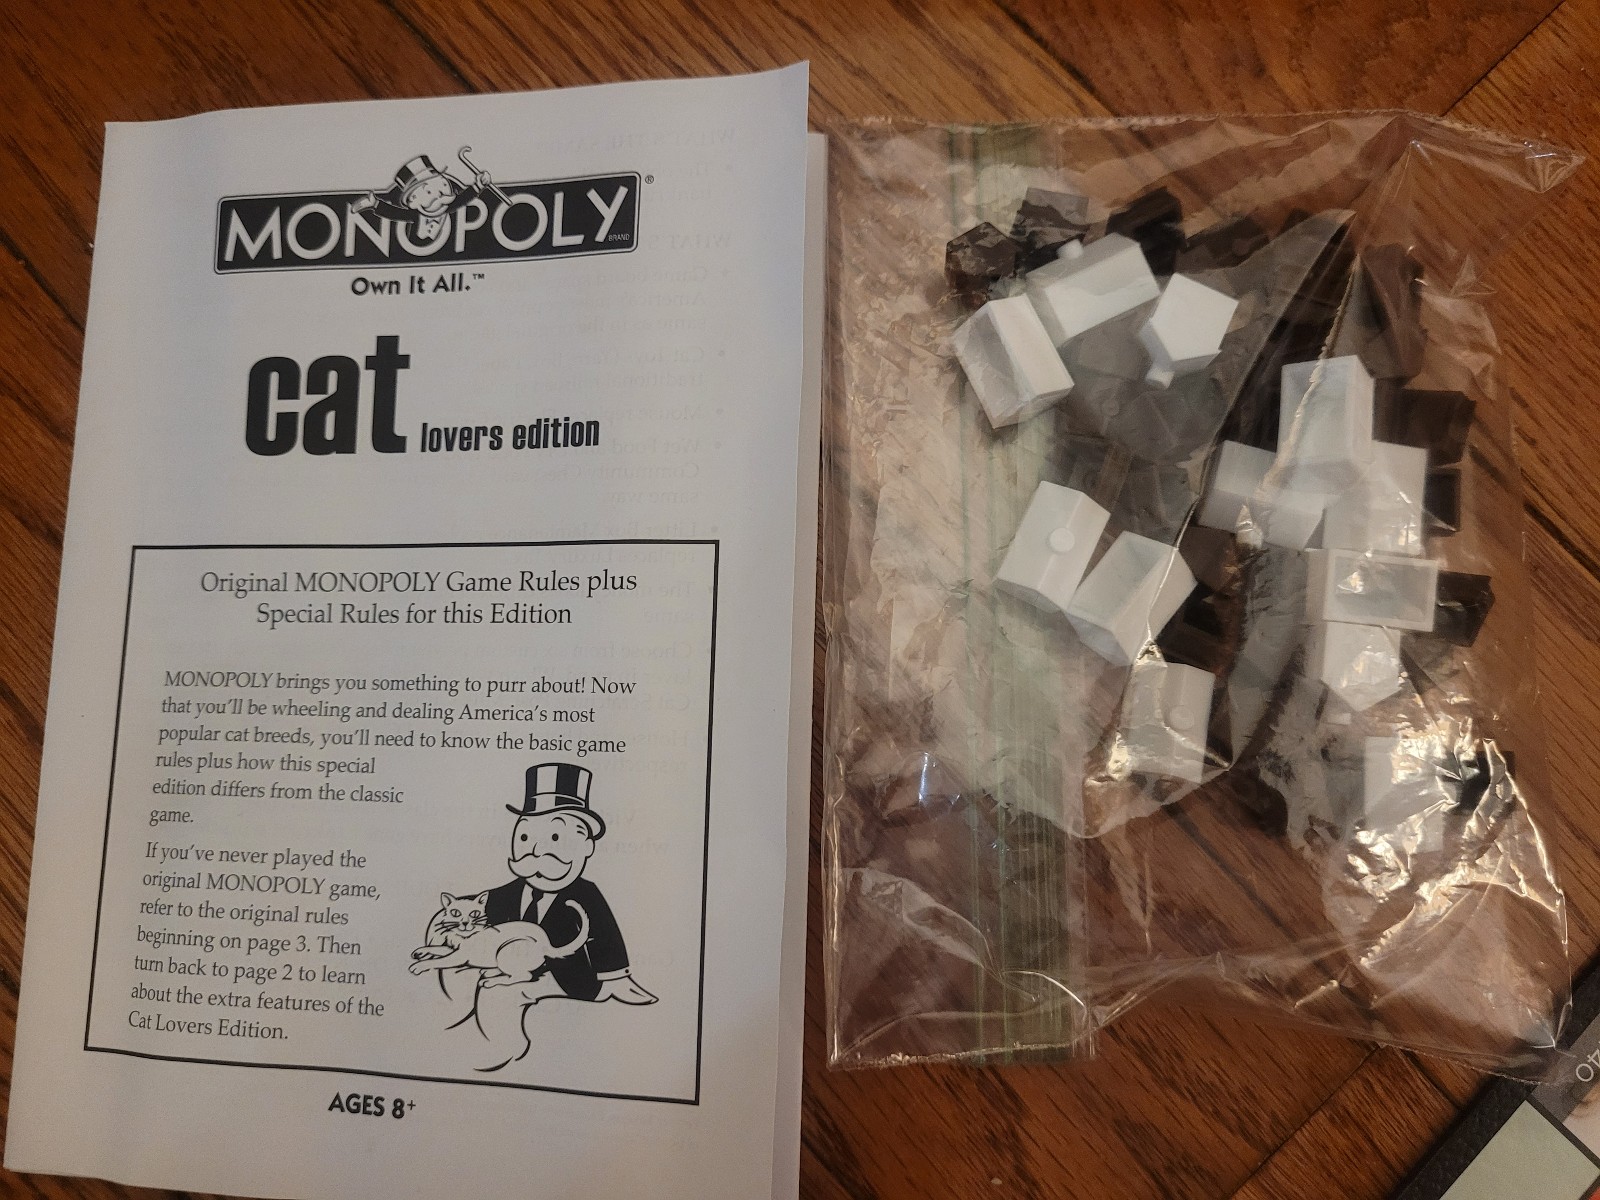 MONOPOLY®
BRAND
Own It All.™
cat lovers edition
Original MONOPOLY Game Rules plus
Special Rules for this Edition
MONOPOLY brings you something to purr about! Now
that you'll be wheeling and dealing America's most
popular cat breeds, you'll need to know the basic game
rules plus how this special
edition differs from the classic
game.
If you've never played the
original MONOPOLY game,
refer to the original rules
beginning on page 3. Then
turn back to page 2 to learn
about the extra features of the
Cat Lovers Edition.
AGES 8+